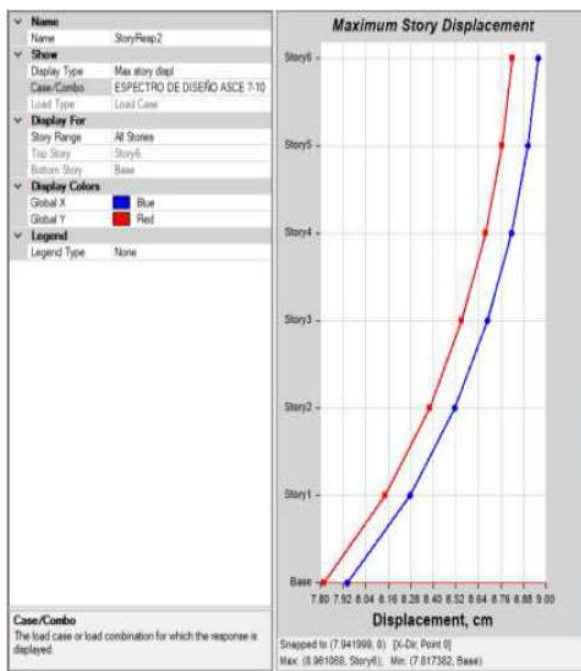 Name
Name StoryResp2
Show
Display Type Max story displ
Case/Combo ESPECTRO DE DISEÑO ASCE 7-10
Load Type Load Case
Display For
Story Range All Stories
Top Story Story6
Bottom Story Base
Display Colors
Global X Blue
Global Y Red
Legend
Legend Type None
Case/Combo
The load case or load combination for which the response is
displayed.
Maximum Story Displacement
Story6
Story5
Story4
Story3
Story2
Story1
Base
7.80 7.92 8.04 8.16 8.28 8.40 8.52 8.64 8.76 8.88 9.00
Displacement, cm
Snapped to (7.941999, 0) [X-Dir, Point 0]
Max: (8.961068, Story6); Min: (7.817382, Base)